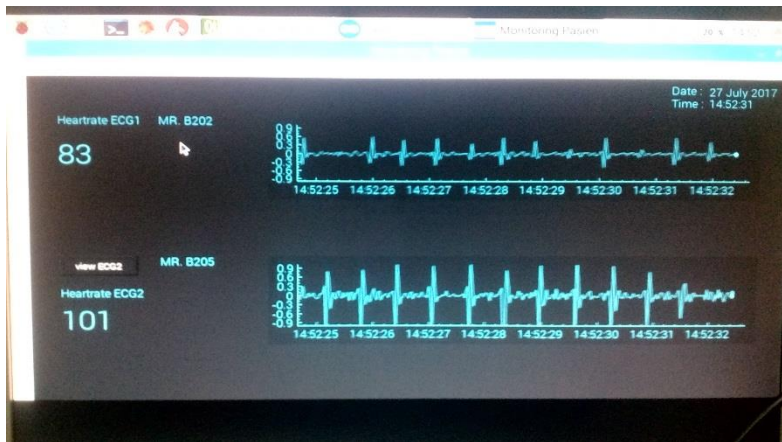 Monitoring Pasien
Date : 27 July 2017
Time : 14:52:31
Heartrate ECG1 MR. B202
83
0.9
0.6
0.3
0
-0.3
-0.6
-0.9
14:52:25 14:52:26 14:52:27 14:52:28 14:52:29 14:52:30 14:52:31 14:52:32
view ECG2 MR. B205
Heartrate ECG2
101
0.9
0.6
0.3
0
-0.3
-0.6
-0.9
14:52:25 14:52:26 14:52:27 14:52:28 14:52:29 14:52:30 14:52:31 14:52:32